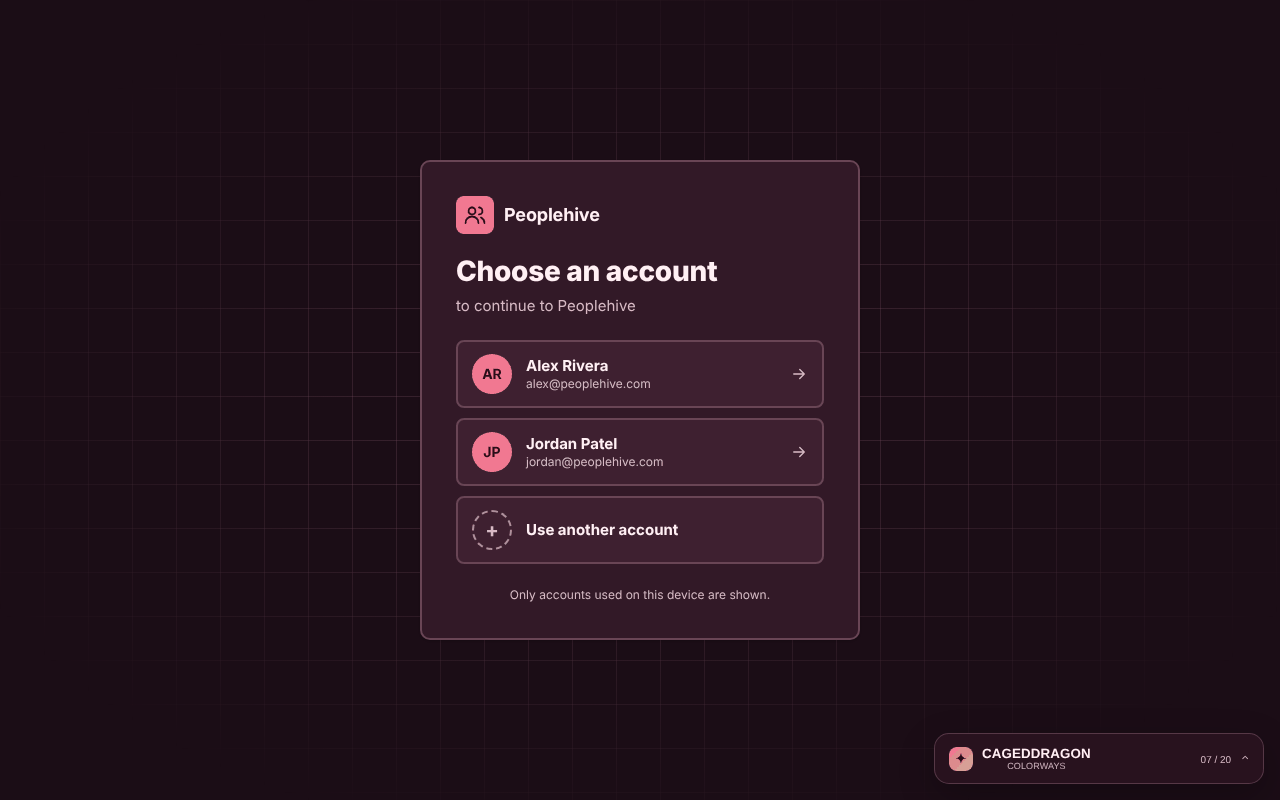 Peoplehive
Choose an account
to continue to Peoplehive
AR
Alex Rivera
alex@peoplehive.com
JP
Jordan Patel
jordan@peoplehive.com
+
Use another account
Only accounts used on this device are shown.
CAGEDDRAGON
COLORWAYS
07 / 20